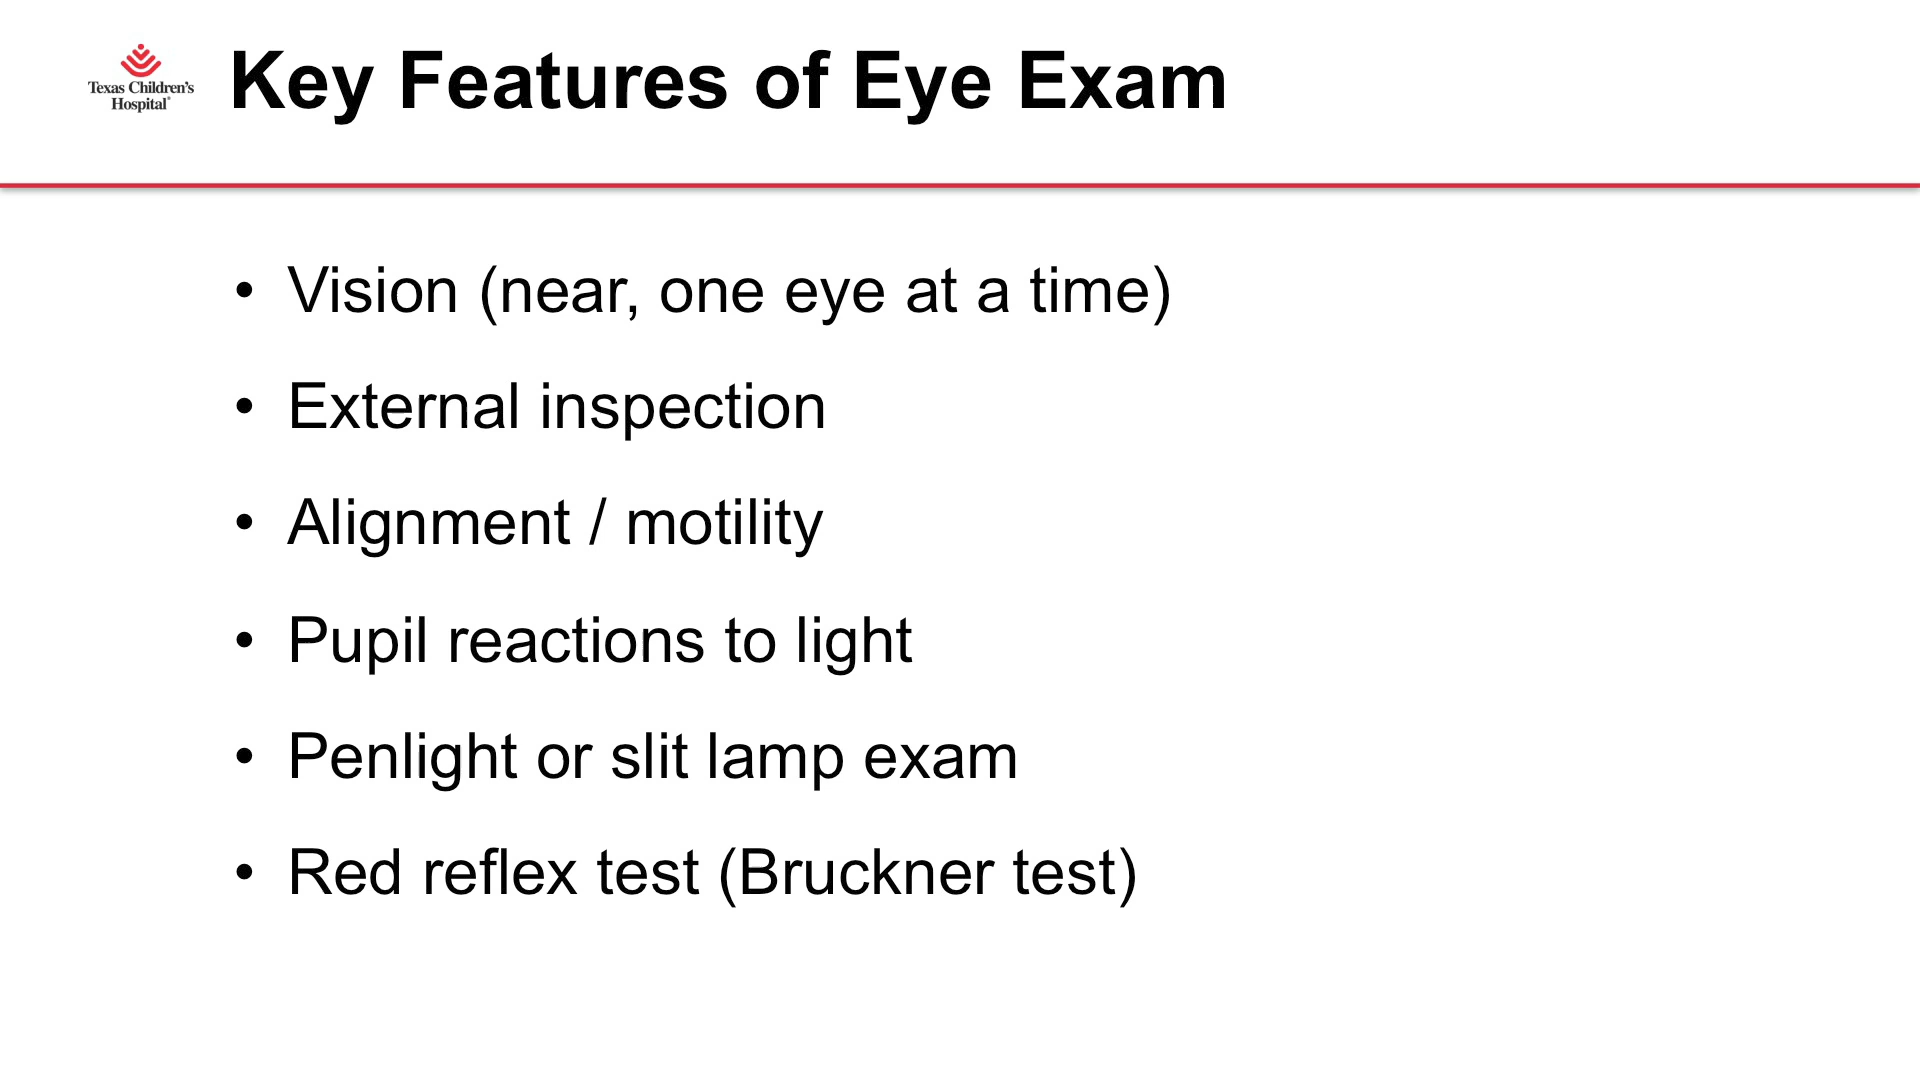 Texas Children's
Hospital®
Key Features of Eye Exam
• Vision (near, one eye at a time)
• External inspection
• Alignment / motility
• Pupil reactions to light
• Penlight or slit lamp exam
• Red reflex test (Bruckner test)